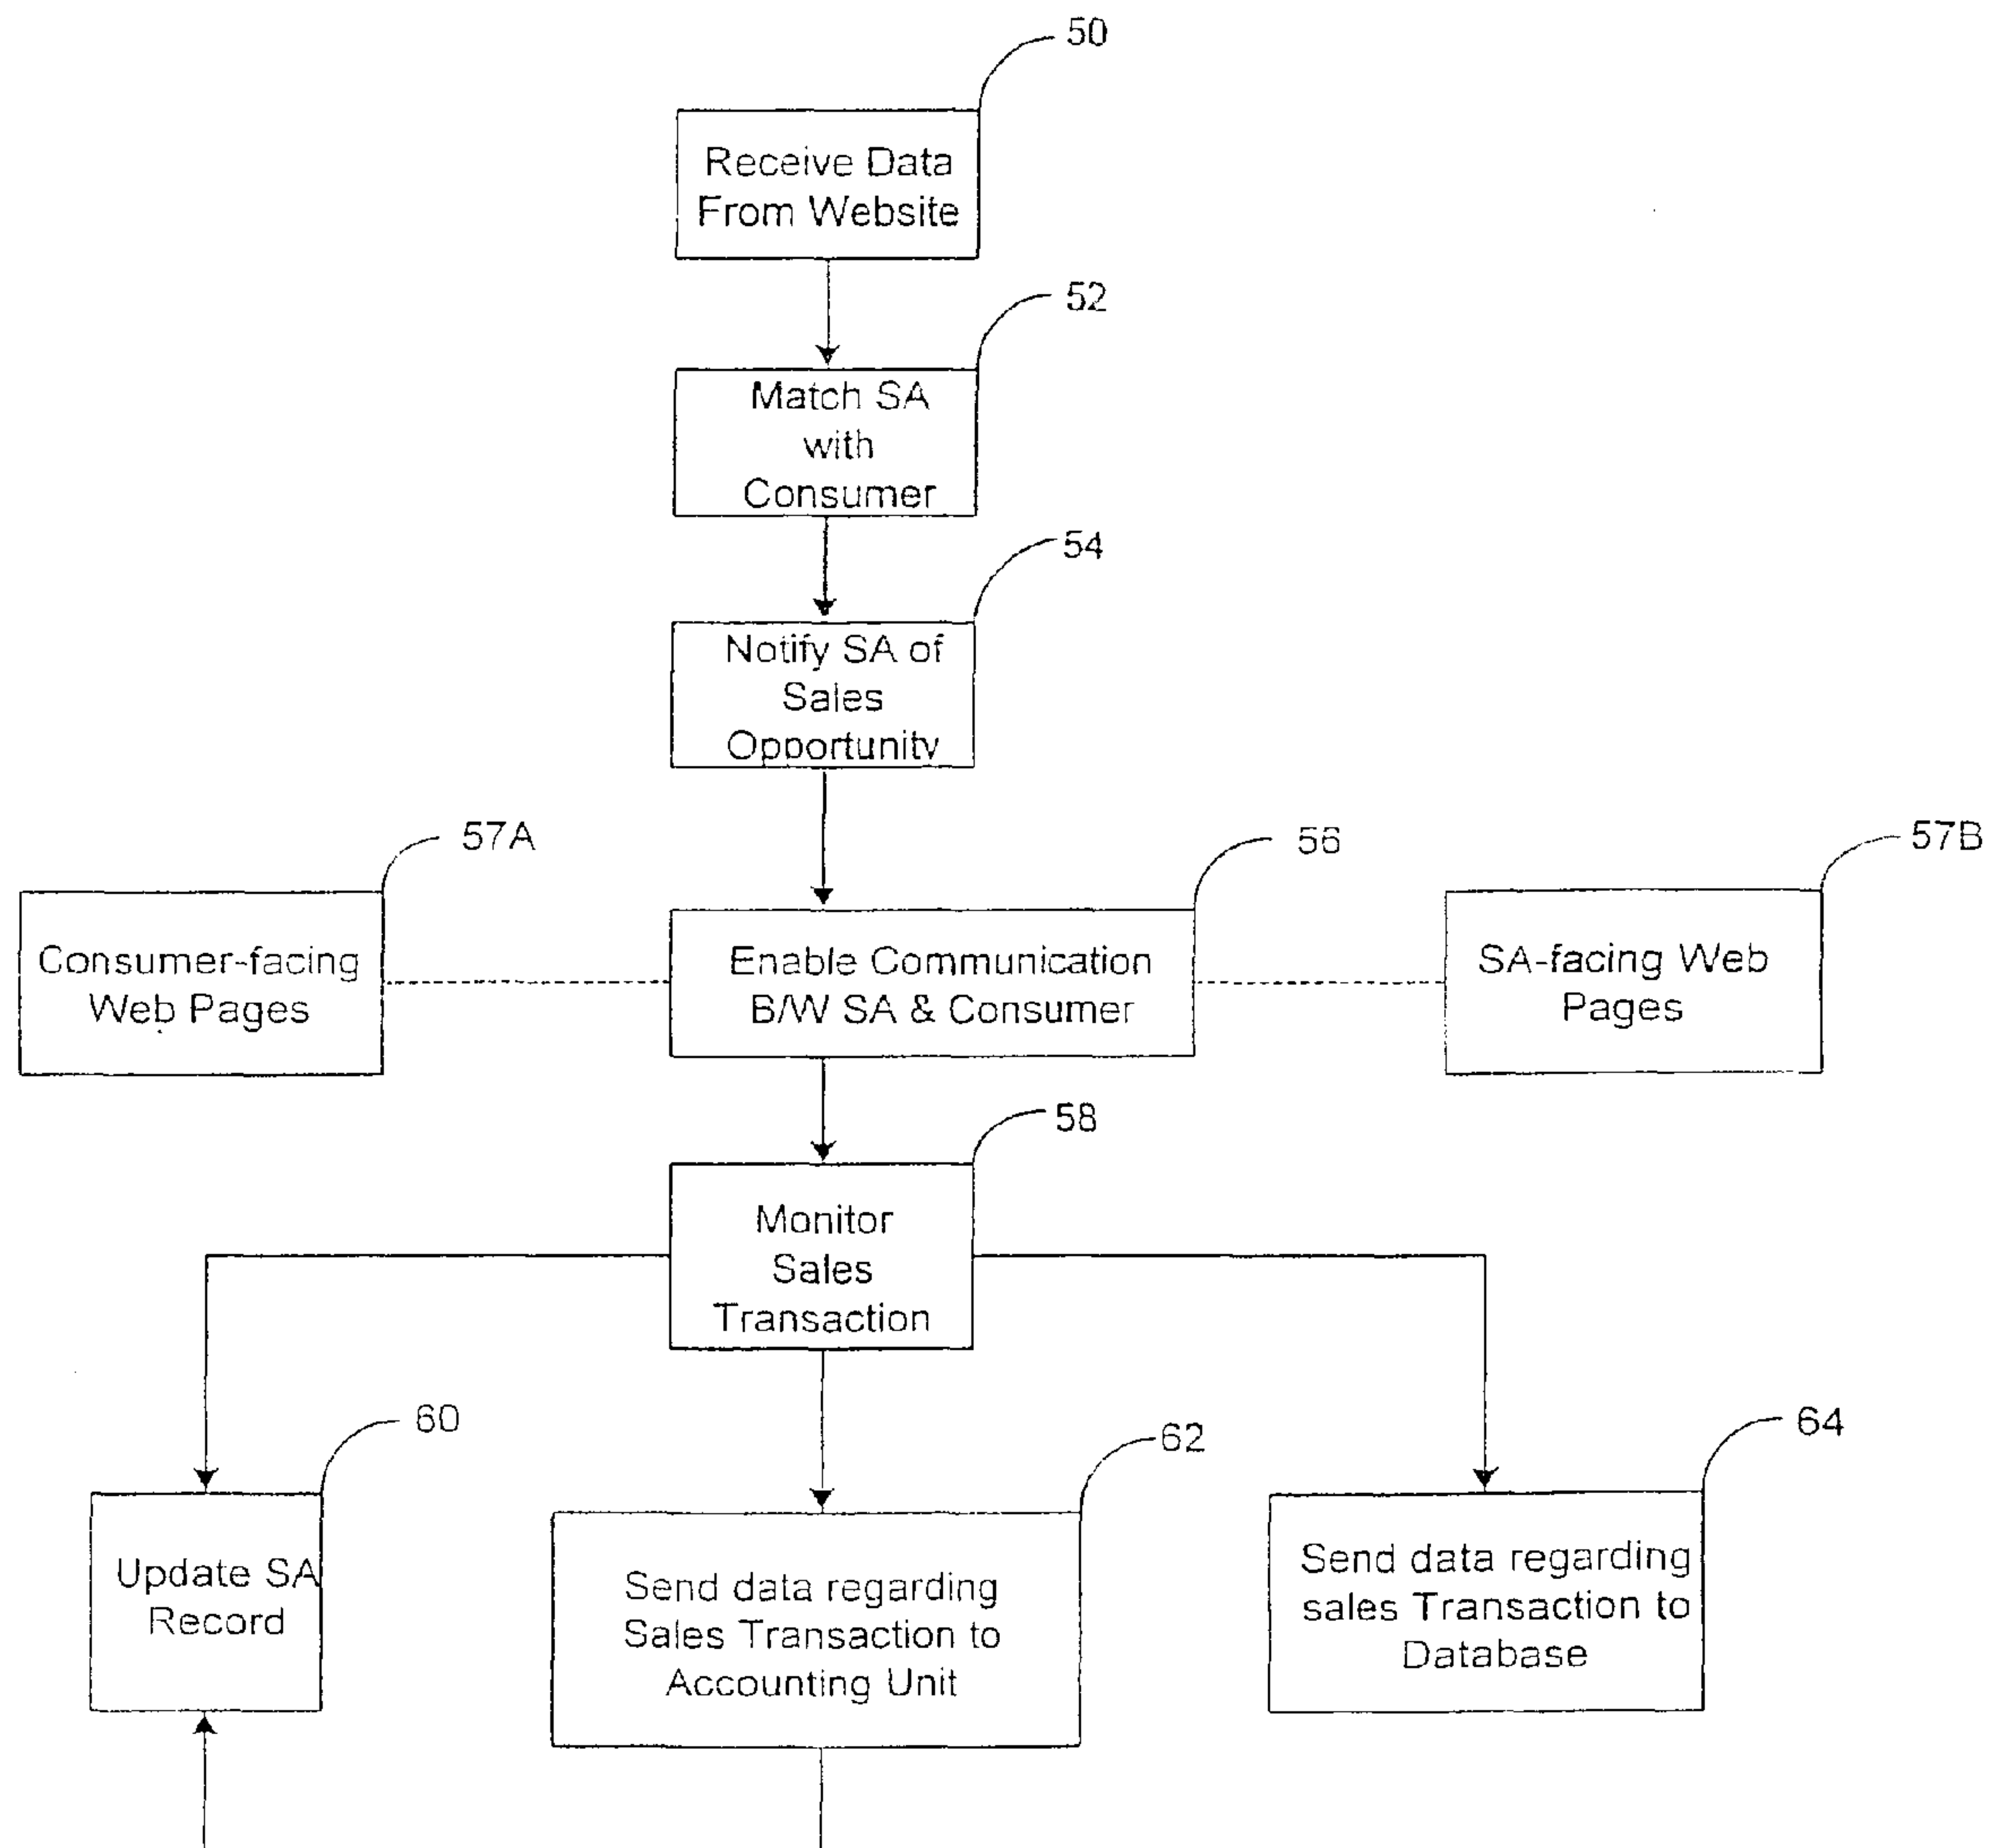 50
Receive Data
From Website
52
Match SA
with
Consumer
54
Notify SA of
Sales
Opportunity
57A
56
57B
Consumer-facing
Web Pages
Enable Communication
B/W SA & Consumer
SA-facing Web
Pages
58
Monitor
Sales
Transaction
60
62
64
Update SA
Record
Send data regarding
Sales Transaction to
Accounting Unit
Send data regarding
sales Transaction to
Database